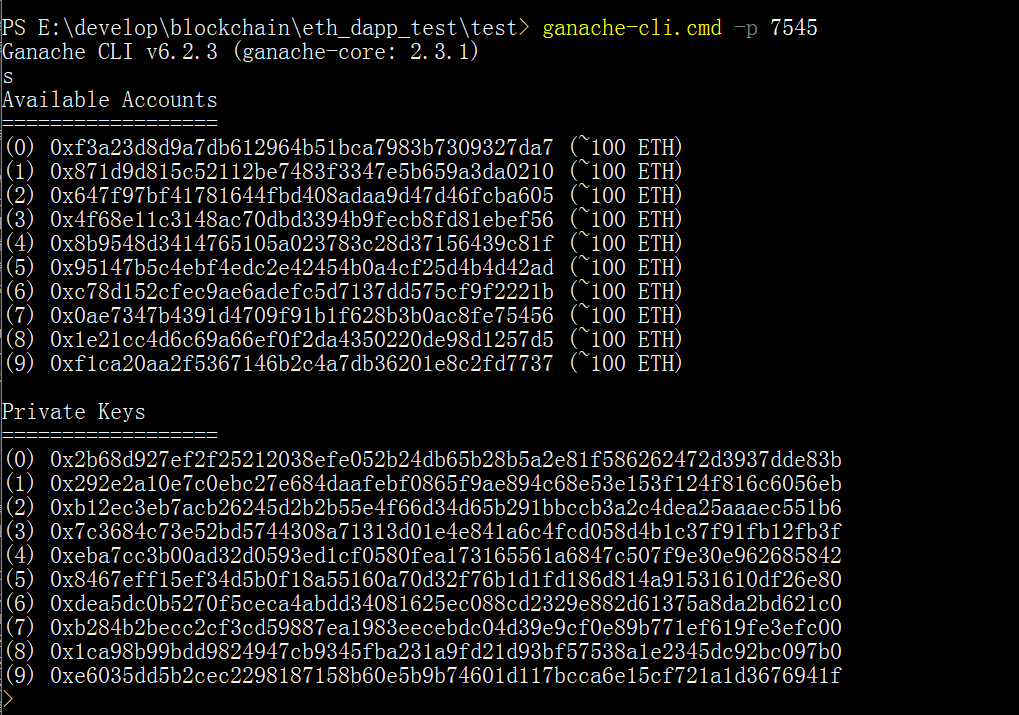 PS E:\develop\blockchain\eth_dapp_test\test> ganache-cli.cmd -p 7545
Ganache CLI v6.2.3 (ganache-core: 2.3.1)
s
Available Accounts
==================
(0) 0xf3a23d8d9a7db612964b51bca7983b7309327da7 (~100 ETH)
(1) 0x871d9d815c52112be7483f3347e5b659a3da0210 (~100 ETH)
(2) 0x647f97bf41781644fbd408adaa9d47d46fcba605 (~100 ETH)
(3) 0x4f68e11c3148ac70dbd3394b9fecb8fd81ebef56 (~100 ETH)
(4) 0x8b9548d3414765105a023783c28d37156439c81f (~100 ETH)
(5) 0x95147b5c4ebf4edc2e42454b0a4cf25d4b4d42ad (~100 ETH)
(6) 0xc78d152cfec9ae6adefc5d7137dd575cf9f2221b (~100 ETH)
(7) 0x0ae7347b4391d4709f91b1f628b3b0ac8fe75456 (~100 ETH)
(8) 0x1e21cc4d6c69a66ef0f2da4350220de98d1257d5 (~100 ETH)
(9) 0xf1ca20aa2f5367146b2c4a7db36201e8c2fd7737 (~100 ETH)

Private Keys
==================
(0) 0x2b68d927ef2f25212038efe052b24db65b28b5a2e81f586262472d3937dde83b
(1) 0x292e2a10e7c0ebc27e684daafebf0865f9ae894c68e53e153f124f816c6056eb
(2) 0xb12ec3eb7acb26245d2b2b55e4f66d34d65b291bbccb3a2c4dea25aaaec551b6
(3) 0x7c3684c73e52bd5744308a71313d01e4e841a6c4fcd058d4b1c37f91fb12fb3f
(4) 0xeba7cc3b00ad32d0593ed1cf0580fea173165561a6847c507f9e30e962685842
(5) 0x8467eff15ef34d5b0f18a55160a70d32f76b1d1fd186d814a91531610df26e80
(6) 0xdea5dc0b5270f5ceca4abdd34081625ec088cd2329e882d61375a8da2bd621c0
(7) 0xb284b2becc2cf3cd59887ea1983eecebdc04d39e9cf0e89b771ef619fe3efc00
(8) 0x1ca98b99bdd9824947cb9345fba231a9fd21d93bf57538a1e2345dc92bc097b0
(9) 0xe6035dd5b2cec2298187158b60e5b9b74601d117bcca6e15cf721a1d3676941f
>